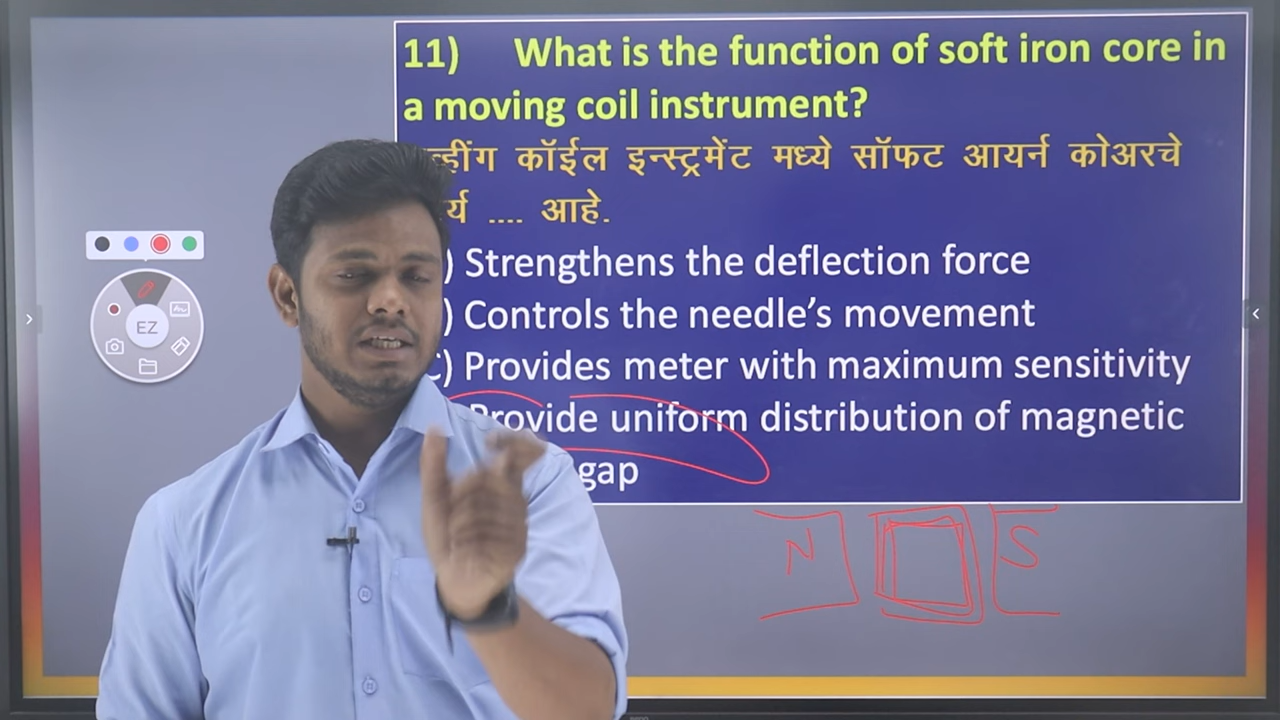 11) What is the function of soft iron core in
a moving coil instrument?
कॉईल इन्स्ट्रमेंट मध्ये सॉफट आयर्न कोअरचे
.... आहे.
) Strengthens the deflection force
) Controls the needle’s movement
C) Provides meter with maximum sensitivity
Provide uniform distribution of magnetic
gap
N S
EZ